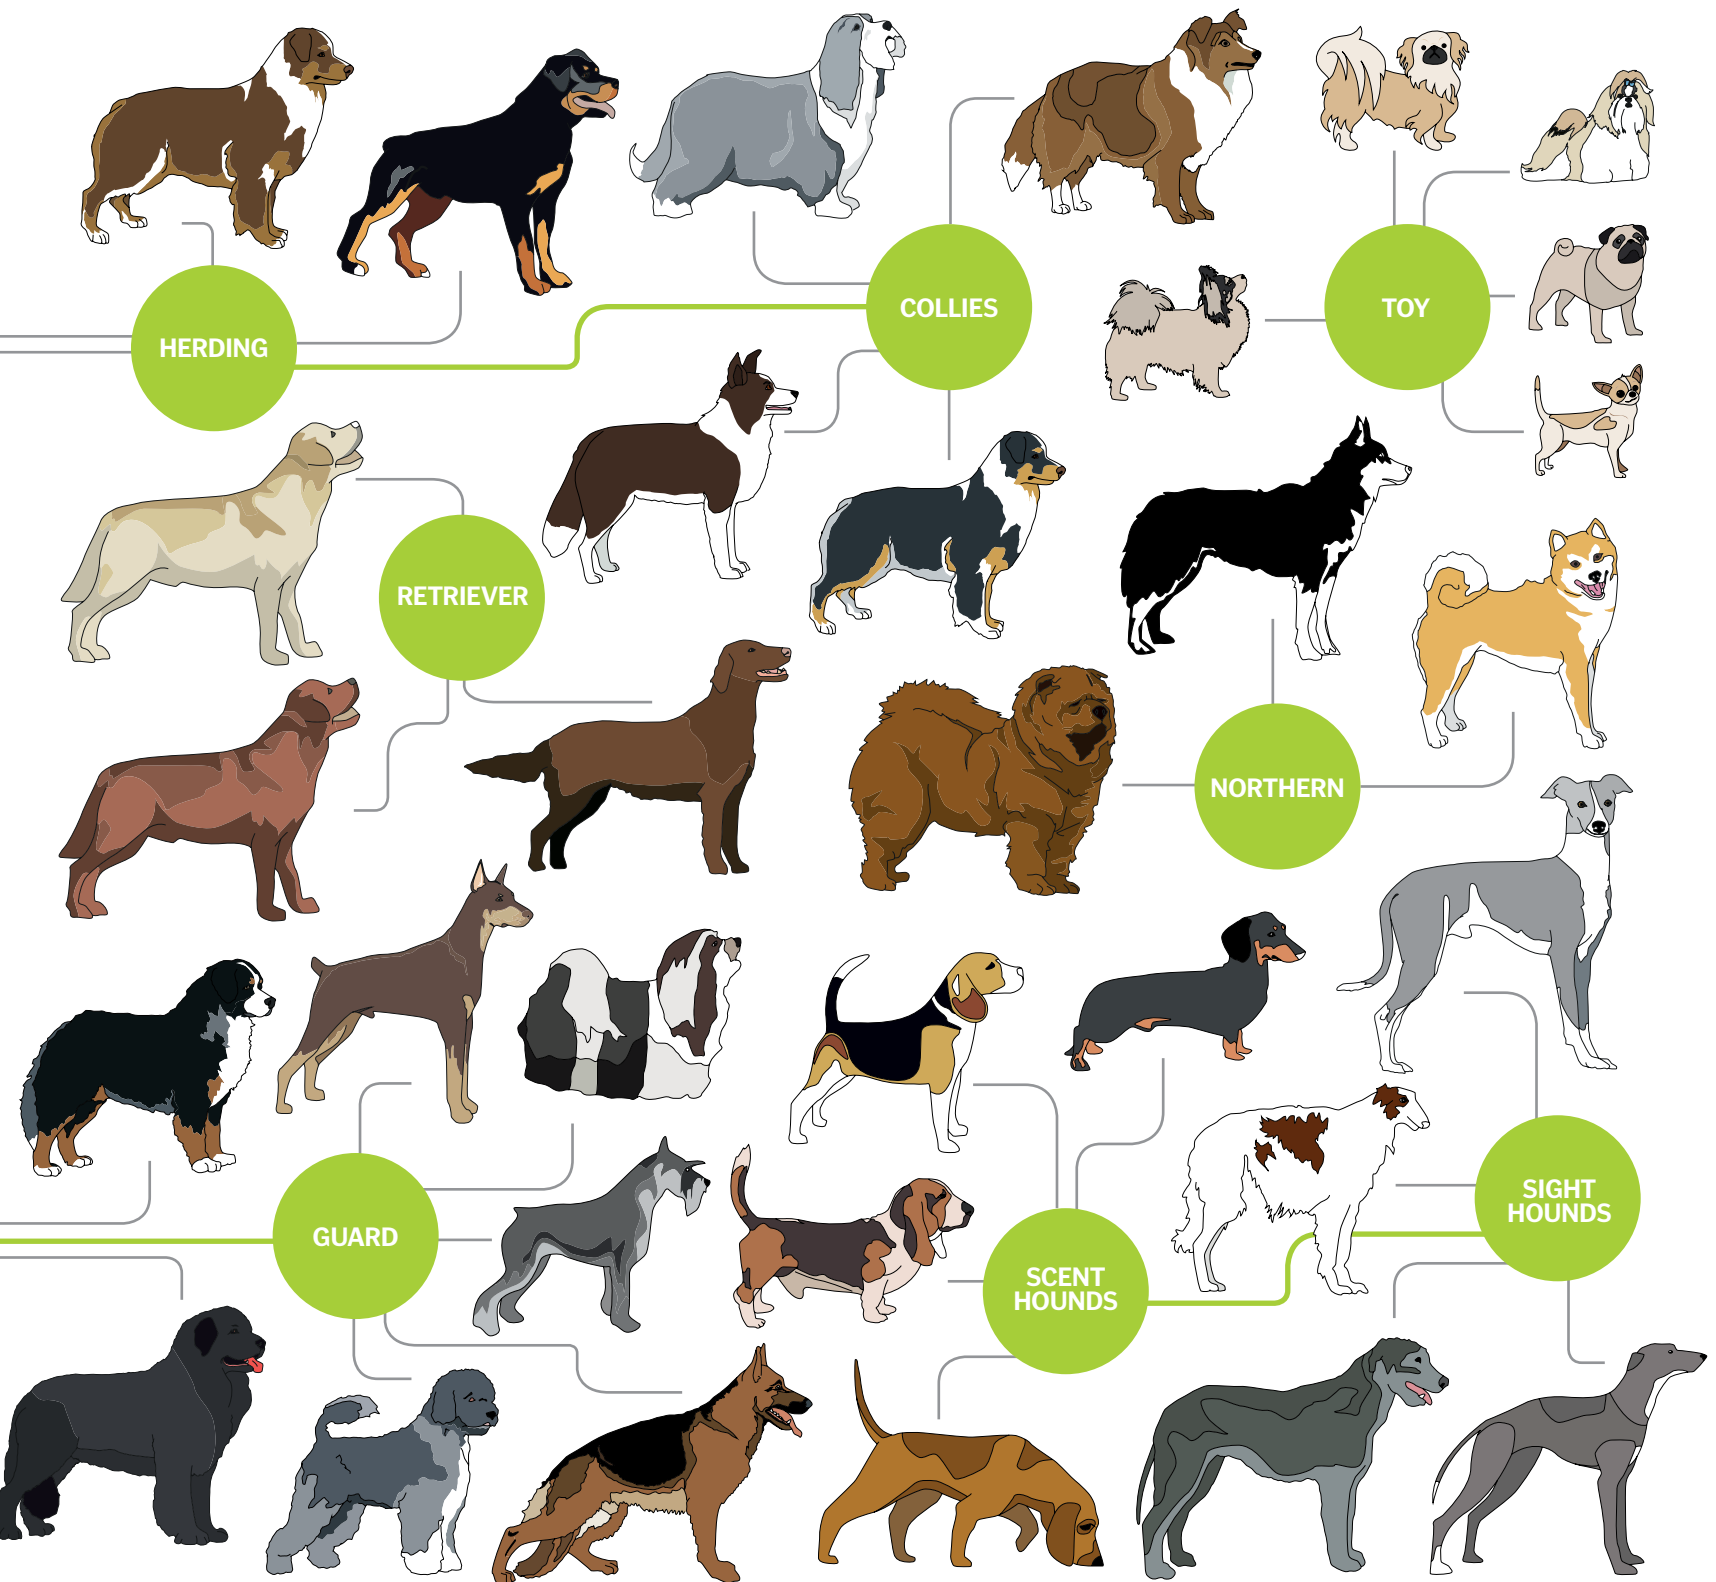 COLLIES
TOY
HERDING
RETRIEVER
NORTHERN
SIGHT
HOUNDS
GUARD
SCENT
HOUNDS